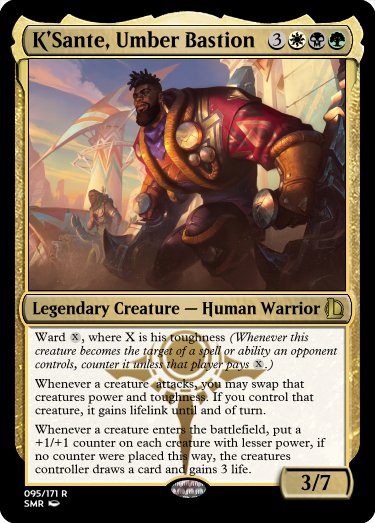 K'Sante, Umber Bastion 3
Legendary Creature — Human Warrior
Ward X, where X is his toughness (Whenever this
creature becomes the target of a spell or ability an opponent
controls, counter it unless that player pays X.)
Whenever a creature attacks, you may swap that
creatures power and toughness. If you control that
creature, it gains lifelink until and of turn.
Whenever a creature enters the battlefield, put a
+1/+1 counter on each creature with lesser power, if
no counter were placed this way, the creatures
controller draws a card and gains 3 life.
3/7
095/171 R
SMR